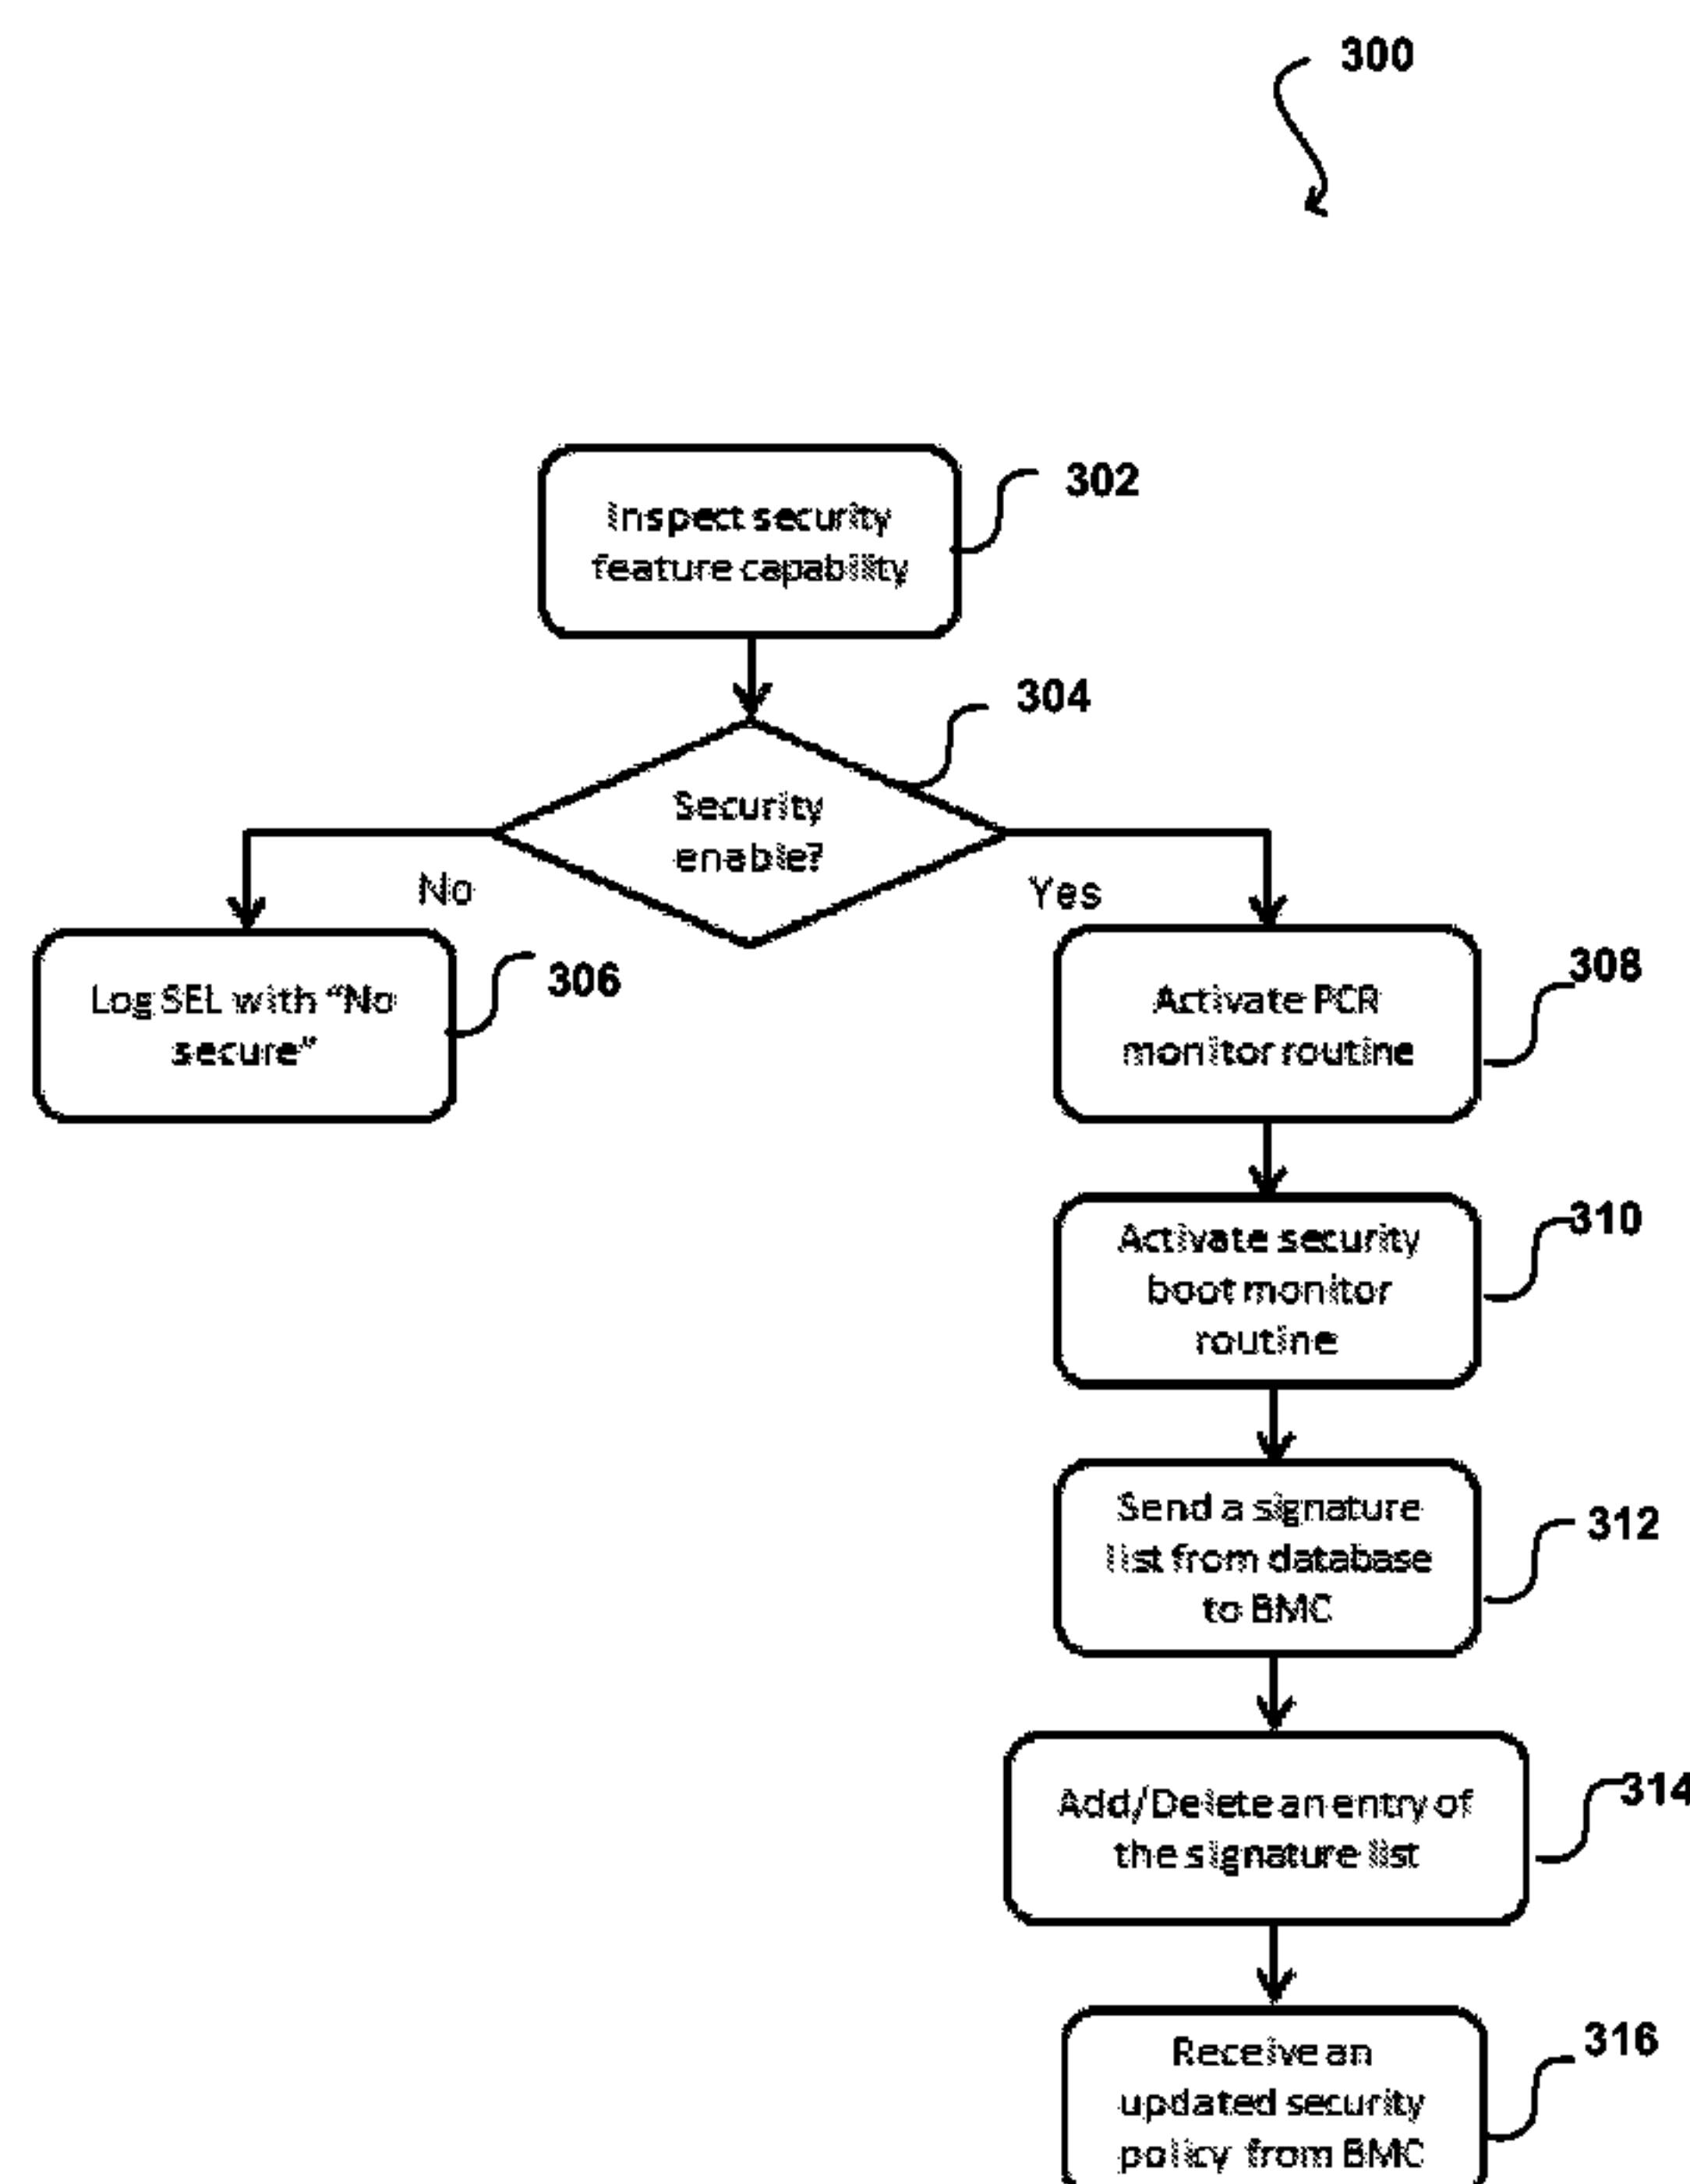 300
302
Inspect security
feature capability
304
Security
enable?
No
Yes
306
Log SEL with “No
secure”
308
Activate PCR
monitor routine
310
Activate security
boot monitor
routine
312
Send a signature
list from database
to BMC
314
Add/Delete an entry of
the signature list
316
Receive an
updated security
policy from BMC